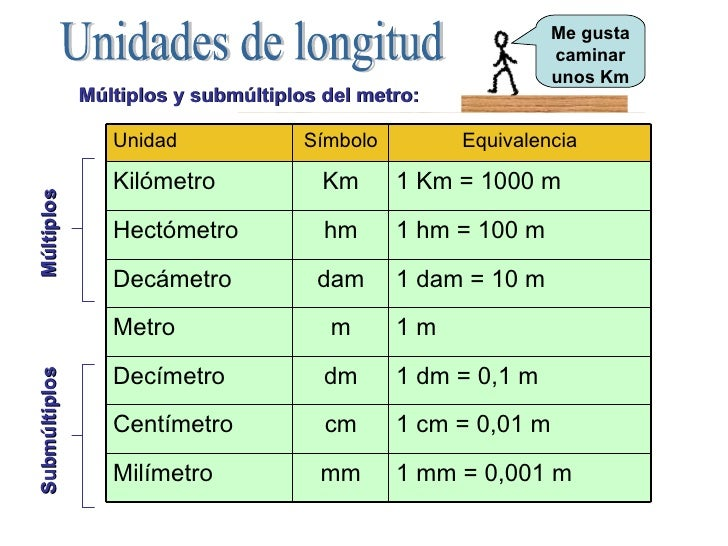 Unidades de longitud
Me gusta
caminar
unos Km
Múltiplos y submúltiplos del metro:
Unidad Símbolo Equivalencia
Múltiplos
Kilómetro Km 1 Km = 1000 m
Hectómetro hm 1 hm = 100 m
Decámetro dam 1 dam = 10 m
Metro m 1 m
Submúltiplos
Decímetro dm 1 dm = 0,1 m
Centímetro cm 1 cm = 0,01 m
Milímetro mm 1 mm = 0,001 m